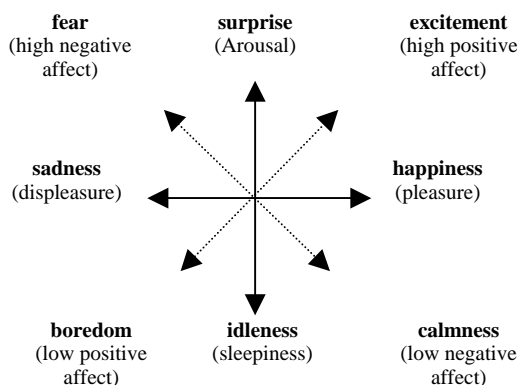 fear
(high negative
affect)
surprise
(Arousal)
excitement
(high positive
affect)
sadness
(displeasure)
happiness
(pleasure)
boredom
(low positive
affect)
idleness
(sleepiness)
calmness
(low negative
affect)